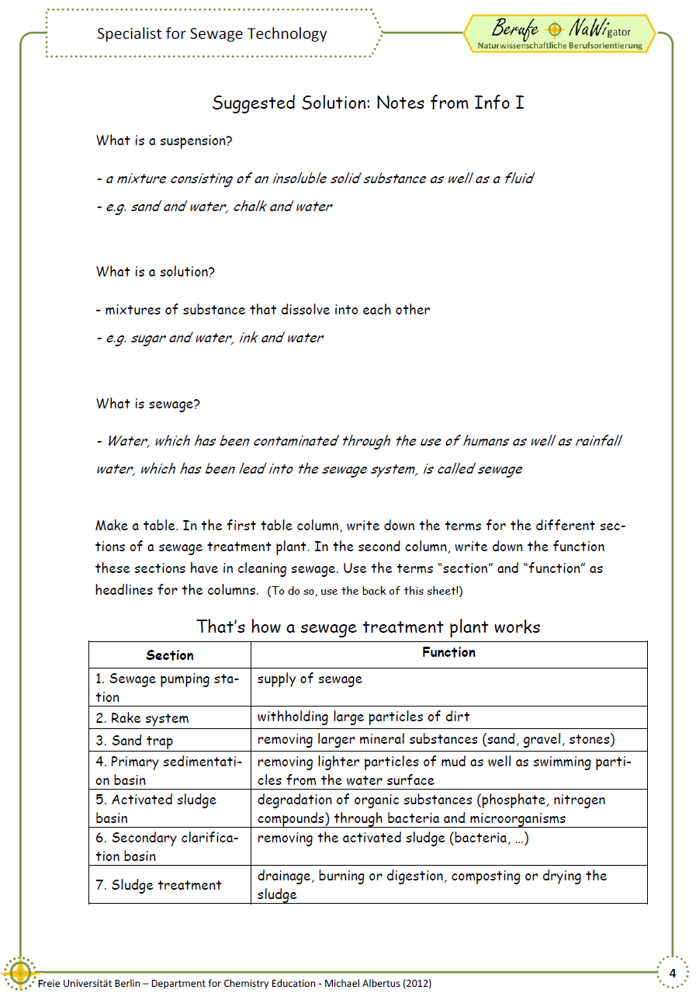 Specialist for Sewage Technology
Berufe NaWigator
Naturwissenschaftliche Berufsorientierung
Suggested Solution: Notes from Info I
What is a suspension?
- a mixture consisting of an insoluble solid substance as well as a fluid
- e.g. sand and water, chalk and water
What is a solution?
- mixtures of substance that dissolve into each other
- e.g. sugar and water, ink and water
What is sewage?
- Water, which has been contaminated through the use of humans as well as rainfall
water, which has been lead into the sewage system, is called sewage
Make a table. In the first table column, write down the terms for the different sec-
tions of a sewage treatment plant. In the second column, write down the function
these sections have in cleaning sewage. Use the terms “section” and “function” as
headlines for the columns. (To do so, use the back of this sheet!)
That’s how a sewage treatment plant works
Section Function
1. Sewage pumping sta-
tion
supply of sewage
2. Rake system
withholding large particles of dirt
3. Sand trap
removing larger mineral substances (sand, gravel, stones)
4. Primary sedimentati-
on basin
removing lighter particles of mud as well as swimming parti-
cles from the water surface
5. Activated sludge
basin
degradation of organic substances (phosphate, nitrogen
compounds) through bacteria and microorganisms
6. Secondary clarifica-
tion basin
removing the activated sludge (bacteria, …)
7. Sludge treatment
drainage, burning or digestion, composting or drying the
sludge
Freie Universität Berlin – Department for Chemistry Education - Michael Albertus (2012)
4